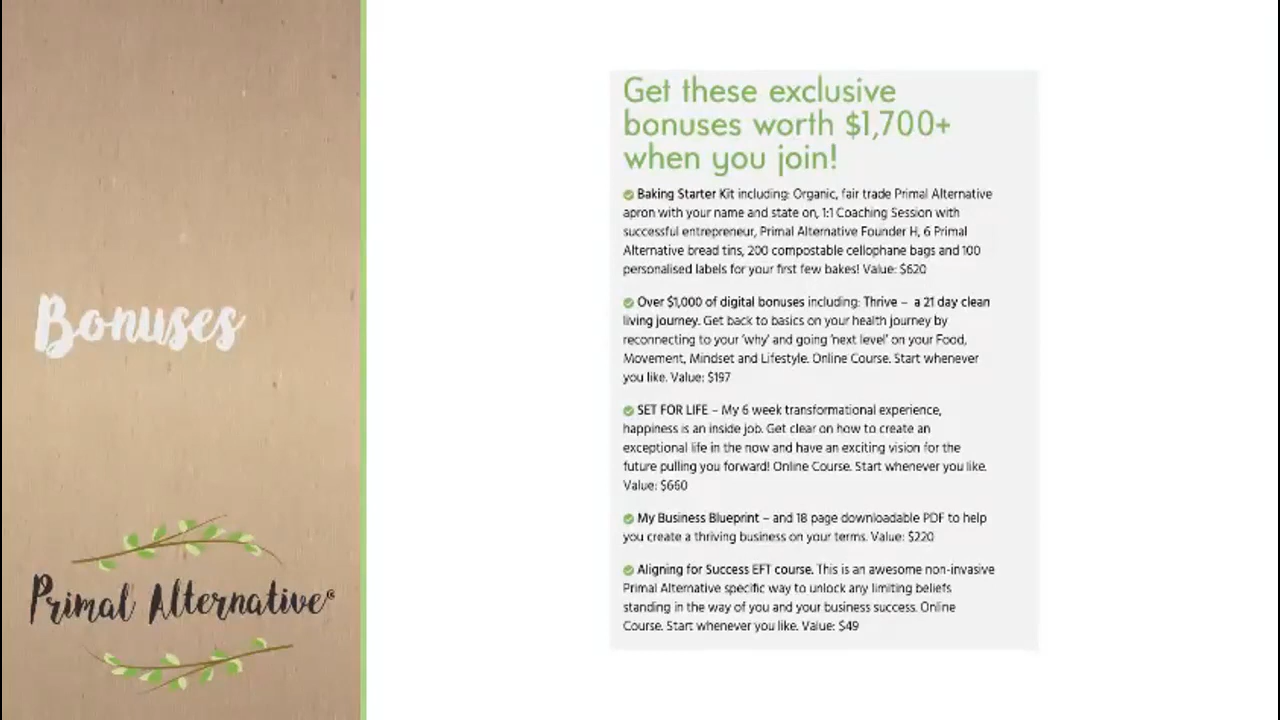 Bonuses
Primal Alternative®
Get these exclusive
bonuses worth $1,700+
when you join!
Baking Starter Kit including: Organic, fair trade Primal Alternative
apron with your name and state on, 1:1 Coaching Session with
successful entrepreneur, Primal Alternative Founder H, 6 Primal
Alternative bread tins, 200 compostable cellophane bags and 100
personalised labels for your first few bakes! Value: $620
Over $1,000 of digital bonuses including: Thrive – a 21 day clean
living journey. Get back to basics on your health journey by
reconnecting to your 'why' and going 'next level' on your Food,
Movement, Mindset and Lifestyle. Online Course. Start whenever
you like. Value: $197
SET FOR LIFE – My 6 week transformational experience,
happiness is an inside job. Get clear on how to create an
exceptional life in the now and have an exciting vision for the
future pulling you forward! Online Course. Start whenever you like.
Value: $660
My Business Blueprint – and 18 page downloadable PDF to help
you create a thriving business on your terms. Value: $220
Aligning for Success EFT course. This is an awesome non-invasive
Primal Alternative specific way to unlock any limiting beliefs
standing in the way of you and your business success. Online
Course. Start whenever you like. Value: $49